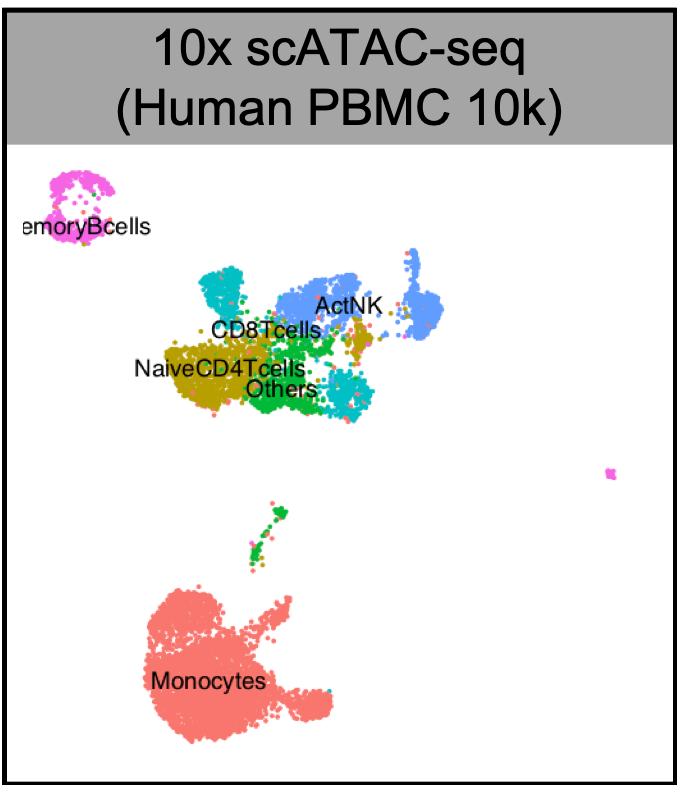 10x scATAC-seq
(Human PBMC 10k)
emoryBcells
ActNK
CD8Tcells
NaiveCD4Tcells
Others
Monocytes